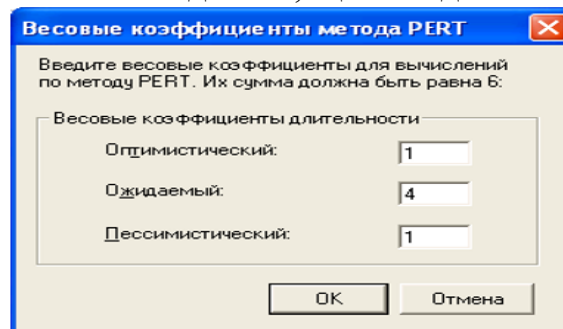 Весовые коэффициенты метода PERT
Введите весовые коэффициенты для вычислений
по методу PERT. Их сумма должна быть равна 6:
Весовые коэффициенты длительности
Оптимистический: 1
Ожидаемый: 4
Пессимистический: 1
OK Отмена